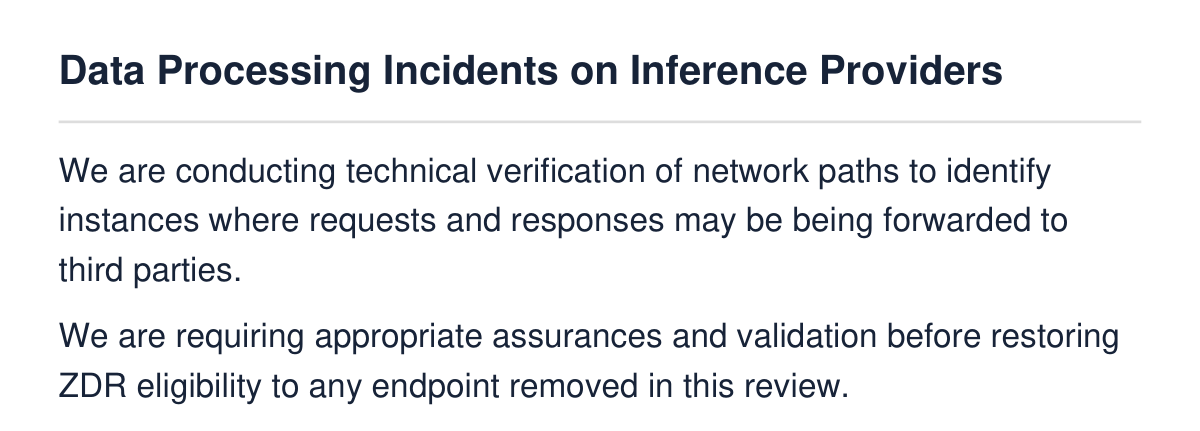 Data Processing Incidents on Inference Providers
We are conducting technical verification of network paths to identify
instances where requests and responses may be being forwarded to
third parties.
We are requiring appropriate assurances and validation before restoring
ZDR eligibility to any endpoint removed in this review.